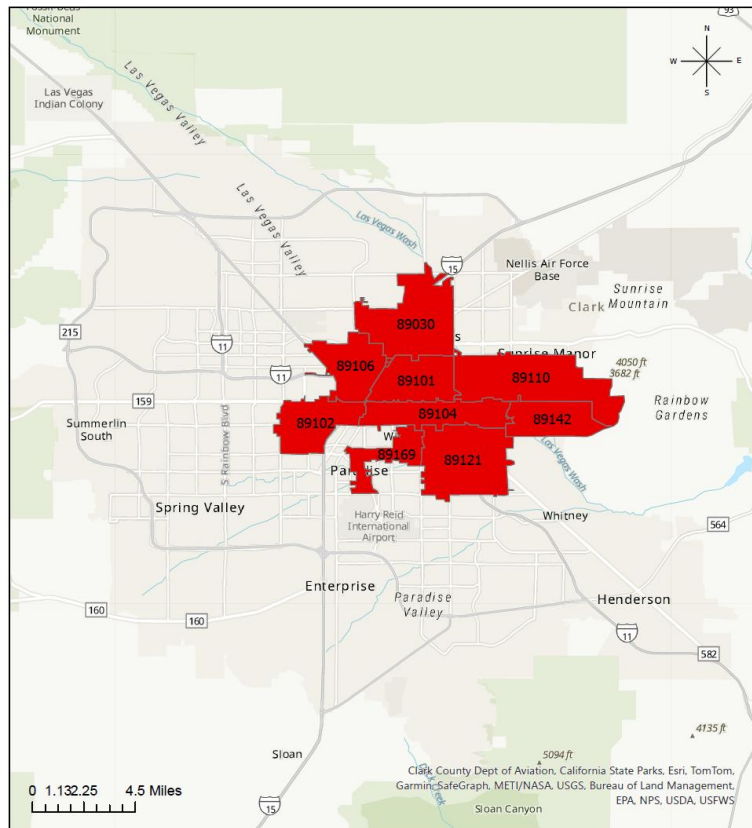 National
Monument
93
N
W E
S
Las Vegas
Indian Colony
Las Vegas Valley
Las Vegas Valley
Las Vegas Wash
15
Nellis Air Force
Base
Sunrise
Mountain
Clark
89030
215
11
89106
Sunrise Manor
4050 ft
3682 ft
11
89101
89110
159
Summerlin
South
S Rainbow Blvd
89102
89104
89142
Rainbow
Gardens
W
89169
89121
Las Vegas Wash
Paradise
Spring Valley
Harry Reid
International
Airport
Whitney
564
Enterprise
Paradise
Valley
Henderson
160
160
11
582
4135 ft
Sloan
5094 ft
0 1.132.25 4.5 Miles
Clark County Dept of Aviation, California State Parks, Esri, TomTom,
Garmin, SafeGraph, METI/NASA, USGS, Bureau of Land Management,
EPA, NPS, USDA, USFWS
15
Sloan Canyon